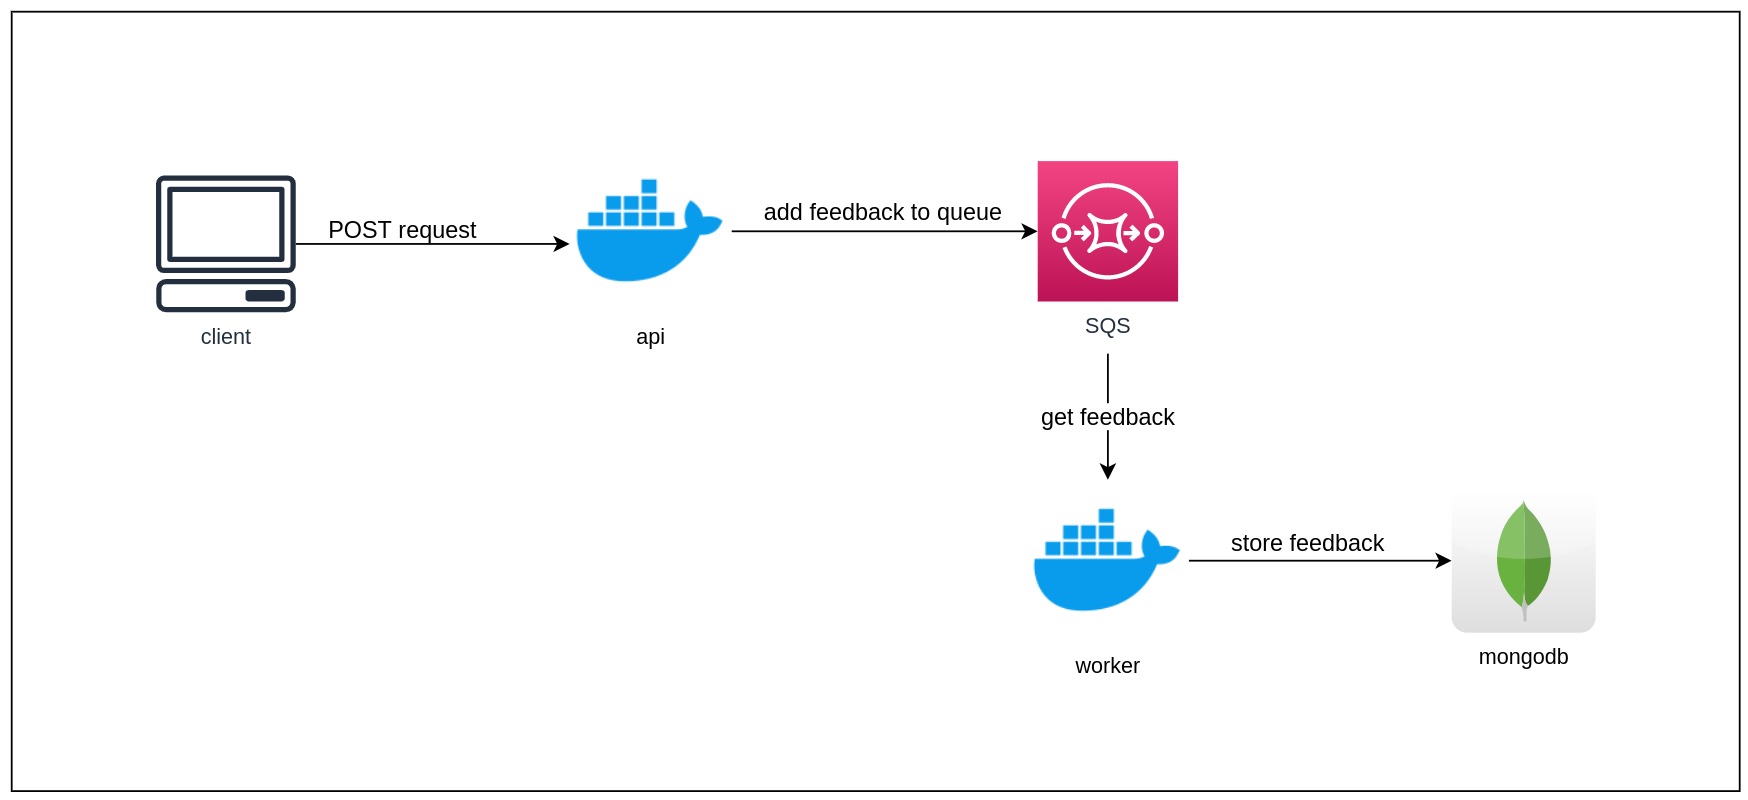 POST request
add feedback to queue
client
api
SQS
get feedback
store feedback
worker
mongodb